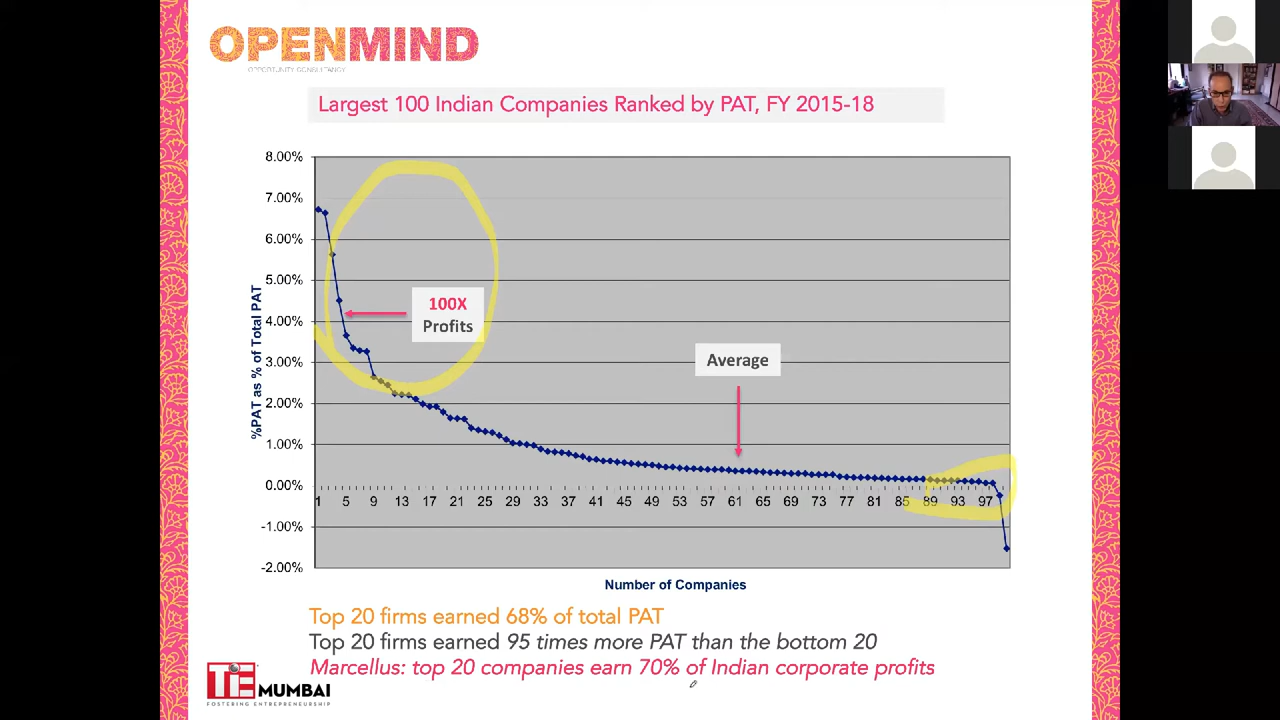 OPENMIND
OPPORTUNITY CONSULTANCY
Largest 100 Indian Companies Ranked by PAT, FY 2015-18
%PAT as % of Total PAT
8.00%
7.00%
6.00%
5.00%
4.00%
3.00%
2.00%
1.00%
0.00%
-1.00%
-2.00%
100X
Profits
Average
1 5 9 13 17 21 25 29 33 37 41 45 49 53 57 61 65 69 73 77 81 85 89 93 97
Number of Companies
Top 20 firms earned 68% of total PAT
Top 20 firms earned 95 times more PAT than the bottom 20
Marcellus: top 20 companies earn 70% of Indian corporate profits
TiE MUMBAI
FOSTERING ENTREPRENEURSHIP